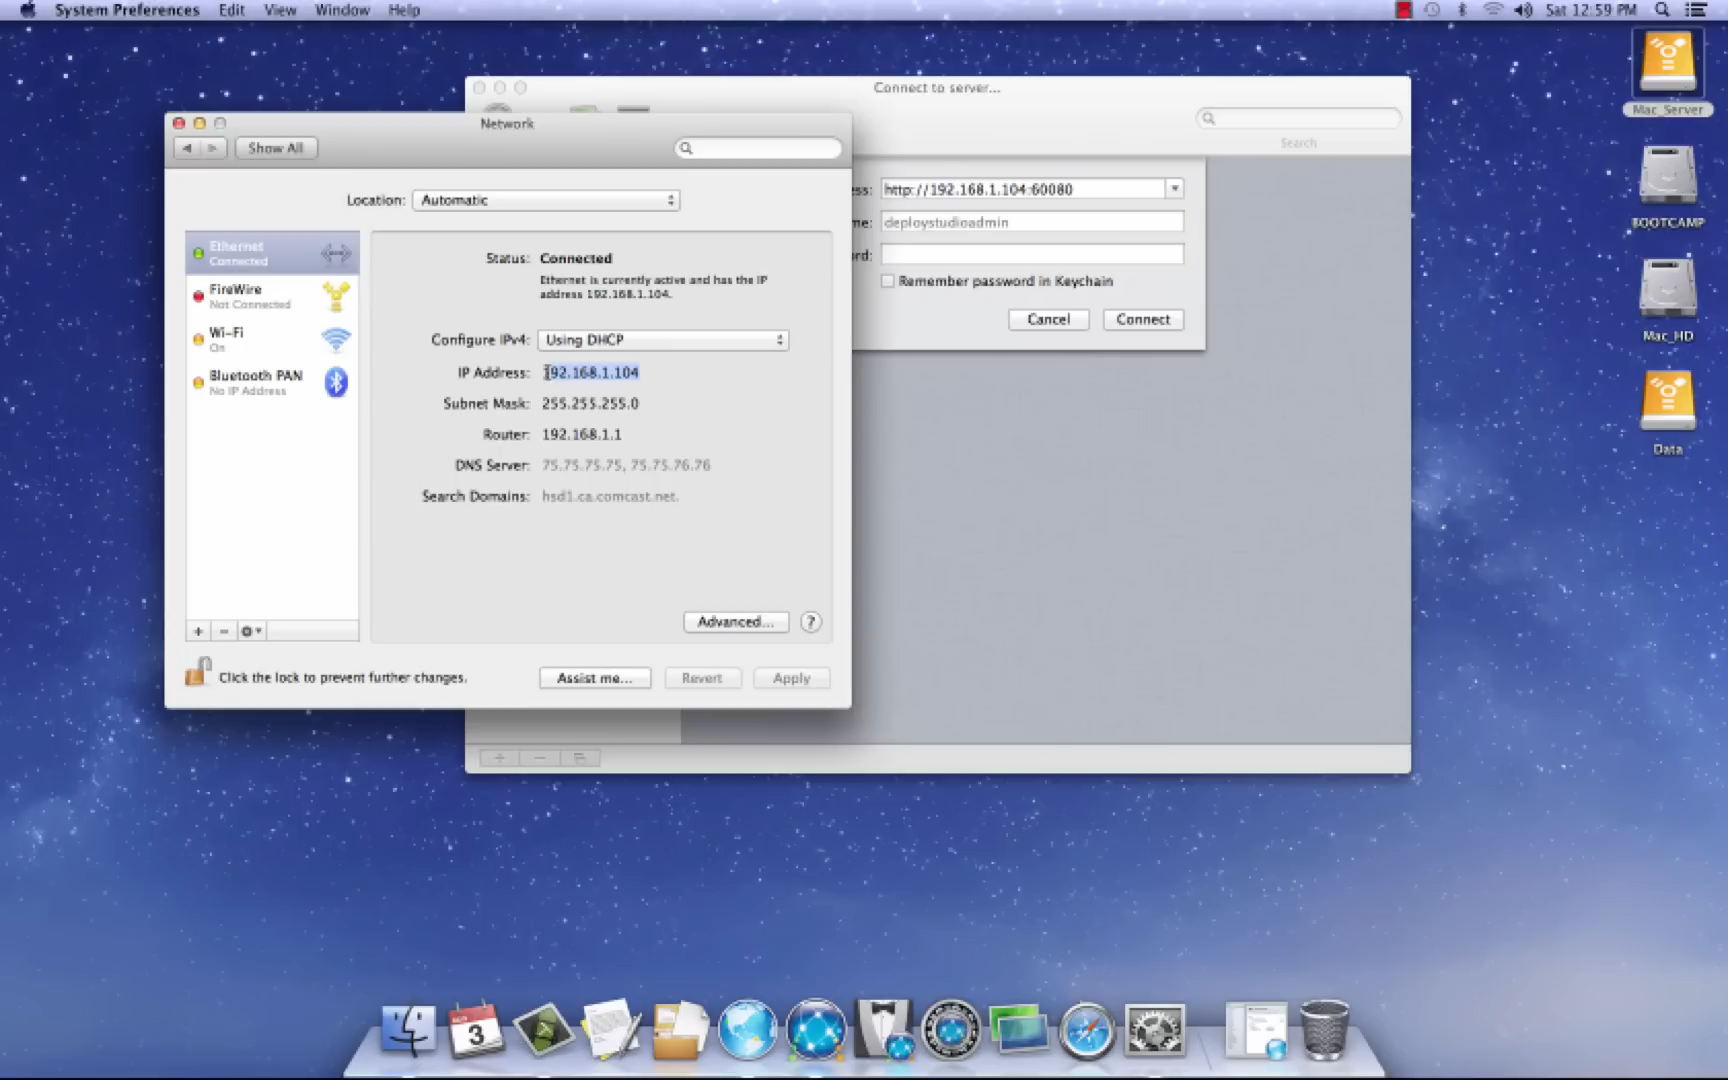 System Preferences Edit View Window Help
Sat 12:59 PM
Mac_Server
BOOTCAMP
Mac_HD
Data
Connect to server...
Search
ess: http://192.168.1.104:60080
me: deploystudioadmin
ord:
Remember password in Keychain
Cancel Connect
Network
Show All
Location: Automatic
Ethernet
Connected
FireWire
Not Connected
Wi-Fi
On
Bluetooth PAN
No IP Address
Status: Connected
Ethernet is currently active and has the IP
address 192.168.1.104.
Configure IPv4: Using DHCP
IP Address: 192.168.1.104
Subnet Mask: 255.255.255.0
Router: 192.168.1.1
DNS Server: 75.75.75.75, 75.75.76.76
Search Domains: hsd1.ca.comcast.net.
Advanced... ?
Click the lock to prevent further changes.
Assist me... Revert Apply
3